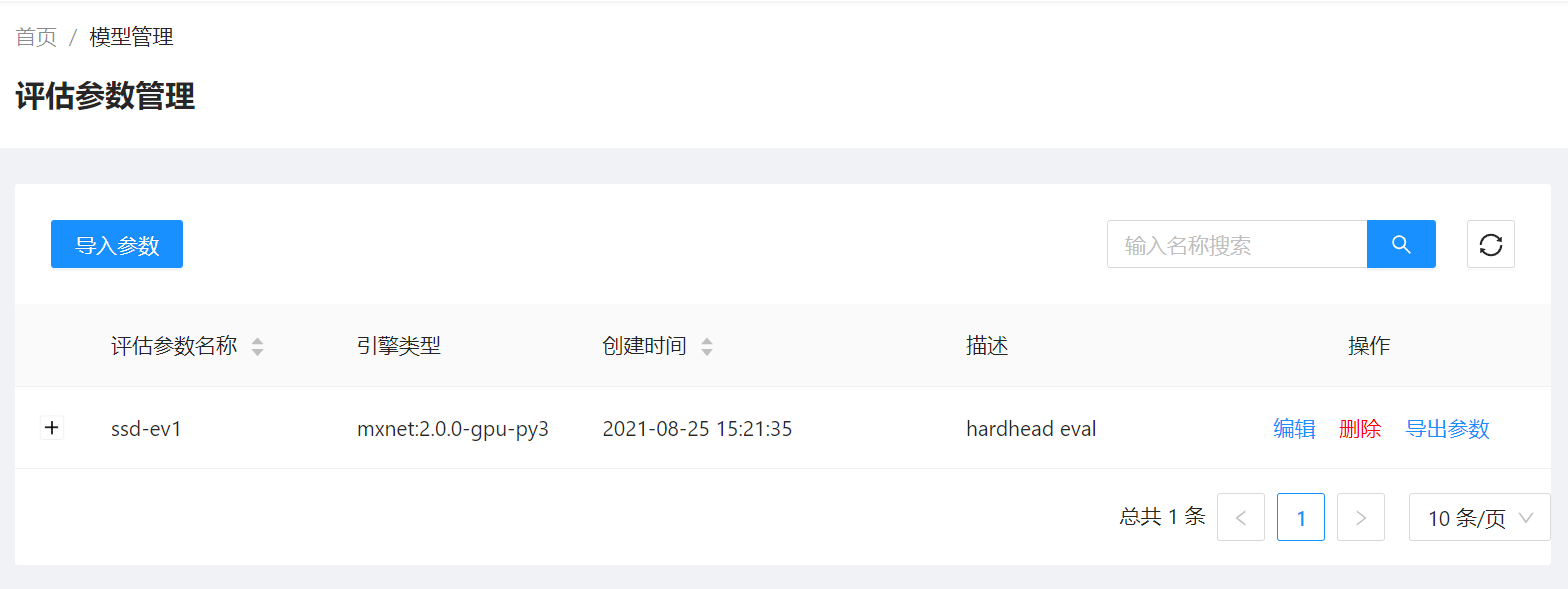 首页 / 模型管理
评估参数管理
导入参数 输入名称搜索
评估参数名称 引擎类型 创建时间 描述 操作
ssd-ev1 mxnet:2.0.0-gpu-py3 2021-08-25 15:21:35 hardhead eval 编辑 删除 导出参数
总共 1 条 < 1 > 10 条/页